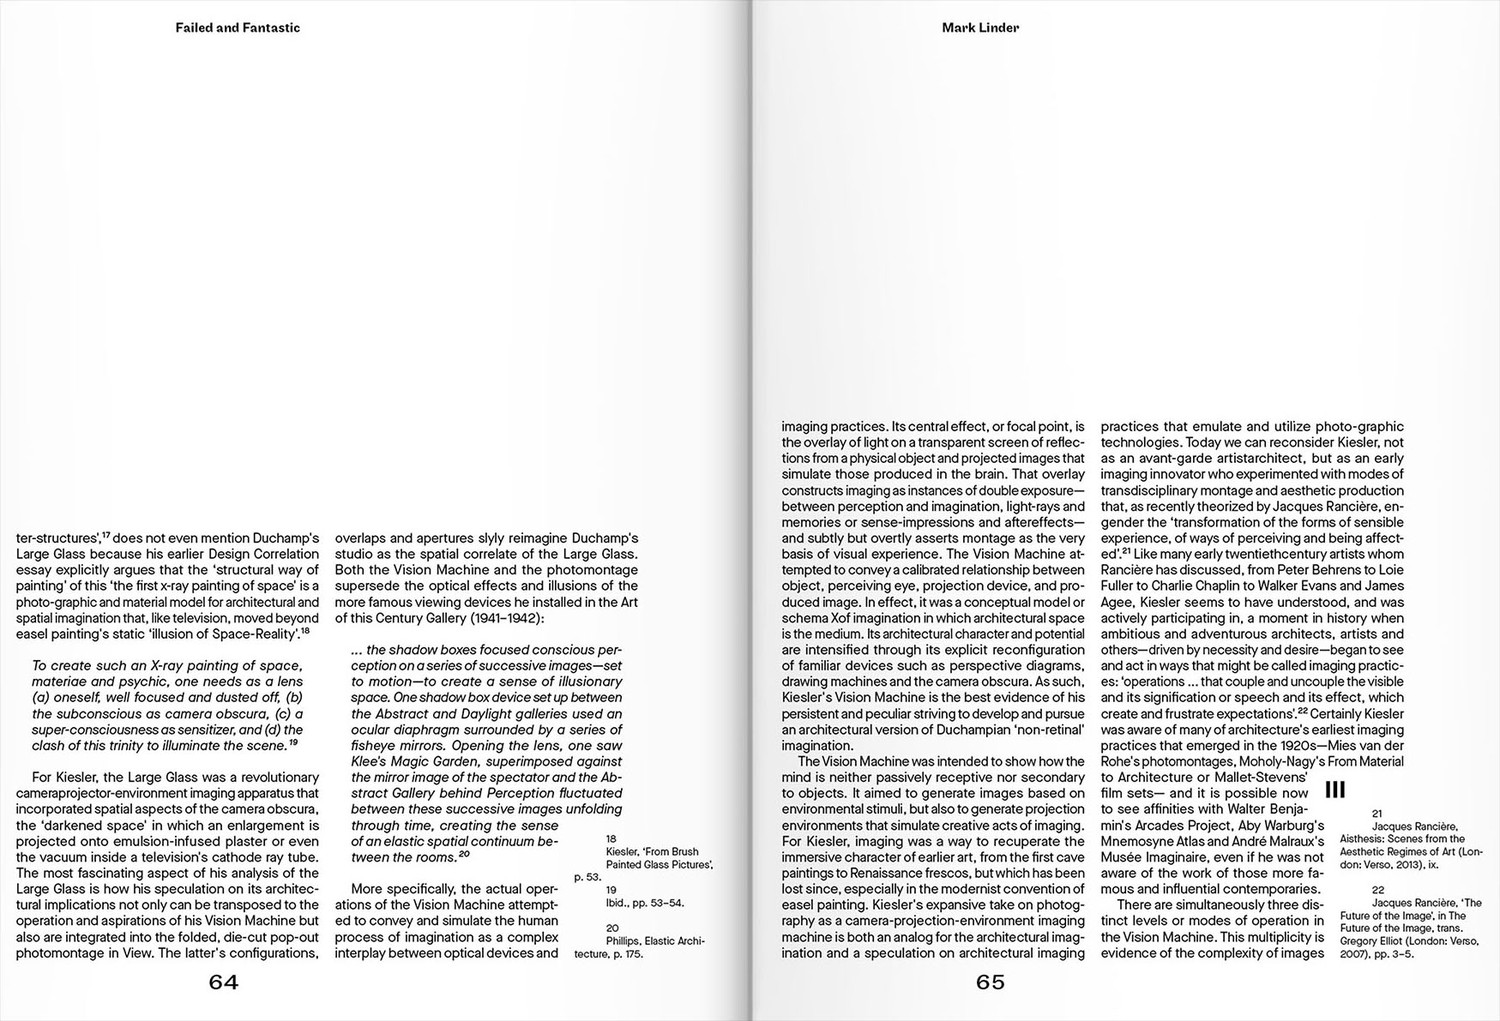 Failed and Fantastic
ter-structures',17 does not even mention Duchamp's
Large Glass because his earlier Design Correlation
essay explicitly argues that the 'structural way of
painting' of this 'the first x-ray painting of space' is a
photo-graphic and material model for architectural and
spatial imagination that, like television, moved beyond
easel painting's static 'illusion of Space-Reality'.18
To create such an X-ray painting of space,
materiae and psychic, one needs as a lens
(a) oneself, well focused and dusted off, (b)
the subconscious as camera obscura, (c) a
super-consciousness as sensitizer, and (d) the
clash of this trinity to illuminate the scene.19
For Kiesler, the Large Glass was a revolutionary
cameraprojector-environment imaging apparatus that
incorporated spatial aspects of the camera obscura,
the 'darkened space' in which an enlargement is
projected onto emulsion-infused plaster or even
the vacuum inside a television's cathode ray tube.
The most fascinating aspect of his analysis of the
Large Glass is how his speculation on its architec-
tural implications not only can be transposed to the
operation and aspirations of his Vision Machine but
also are integrated into the folded, die-cut pop-out
photomontage in View. The latter's configurations,
overlaps and apertures slyly reimagine Duchamp's
studio as the spatial correlate of the Large Glass.
Both the Vision Machine and the photomontage
supersede the optical effects and illusions of the
more famous viewing devices he installed in the Art
of this Century Gallery (1941–1942):
... the shadow boxes focused conscious per-
ception on a series of successive images—set
to motion—to create a sense of illusionary
space. One shadow box device set up between
the Abstract and Daylight galleries used an
ocular diaphragm surrounded by a series of
fisheye mirrors. Opening the lens, one saw
Klee's Magic Garden, superimposed against
the mirror image of the spectator and the Ab-
stract Gallery behind Perception fluctuated
between these successive images unfolding
through time, creating the sense
of an elastic spatial continuum be-
tween the rooms.20
More specifically, the actual oper-
ations of the Vision Machine attempt-
ed to convey and simulate the human
process of imagination as a complex
interplay between optical devices and
18
Kiesler, 'From Brush
Painted Glass Pictures',
p. 53.
19
Ibid., pp. 53–54.
20
Phillips, Elastic Archi-
tecture, p. 175.
64
Mark Linder
imaging practices. Its central effect, or focal point, is
the overlay of light on a transparent screen of reflec-
tions from a physical object and projected images that
simulate those produced in the brain. That overlay
constructs imaging as instances of double exposure—
between perception and imagination, light-rays and
memories or sense-impressions and aftereffects—
and subtly but overtly asserts montage as the very
basis of visual experience. The Vision Machine at-
tempted to convey a calibrated relationship between
object, perceiving eye, projection device, and pro-
duced image. In effect, it was a conceptual model or
schema Xof imagination in which architectural space
is the medium. Its architectural character and potential
are intensified through its explicit reconfiguration
of familiar devices such as perspective diagrams,
drawing machines and the camera obscura. As such,
Kiesler's Vision Machine is the best evidence of his
persistent and peculiar striving to develop and pursue
an architectural version of Duchampian 'non-retinal'
imagination.
The Vision Machine was intended to show how the
mind is neither passively receptive nor secondary
to objects. It aimed to generate images based on
environmental stimuli, but also to generate projection
environments that simulate creative acts of imaging.
For Kiesler, imaging was a way to recuperate the
immersive character of earlier art, from the first cave
paintings to Renaissance frescos, but which has been
lost since, especially in the modernist convention of
easel painting. Kiesler's expansive take on photog-
raphy as a camera-projection-environment imaging
machine is both an analog for the architectural imag-
ination and a speculation on architectural imaging
practices that emulate and utilize photo-graphic
technologies. Today we can reconsider Kiesler, not
as an avant-garde artistarchitect, but as an early
imaging innovator who experimented with modes of
transdisciplinary montage and aesthetic production
that, as recently theorized by Jacques Rancière, en-
gender the 'transformation of the forms of sensible
experience, of ways of perceiving and being affect-
ed'.21 Like many early twentiethcentury artists whom
Rancière has discussed, from Peter Behrens to Loie
Fuller to Charlie Chaplin to Walker Evans and James
Agee, Kiesler seems to have understood, and was
actively participating in, a moment in history when
ambitious and adventurous architects, artists and
others—driven by necessity and desire—began to see
and act in ways that might be called imaging practic-
es: 'operations ... that couple and uncouple the visible
and its signification or speech and its effect, which
create and frustrate expectations'.22 Certainly Kiesler
was aware of many of architecture's earliest imaging
practices that emerged in the 1920s—Mies van der
Rohe's photomontages, Moholy-Nagy's From Material
to Architecture or Mallet-Stevens'
film sets— and it is possible now
to see affinities with Walter Benja-
min's Arcades Project, Aby Warburg's
Mnemosyne Atlas and André Malraux's
Musée Imaginaire, even if he was not
aware of the work of those more fa-
mous and influential contemporaries.
There are simultaneously three dis-
tinct levels or modes of operation in
the Vision Machine. This multiplicity is
evidence of the complexity of images
III
21
Jacques Rancière,
Aisthesis: Scenes from the
Aesthetic Regimes of Art (Lon-
don: Verso, 2013), ix.
22
Jacques Rancière, 'The
Future of the Image', in The
Future of the Image, trans.
Gregory Elliot (London: Verso,
2007), pp. 3–5.
65